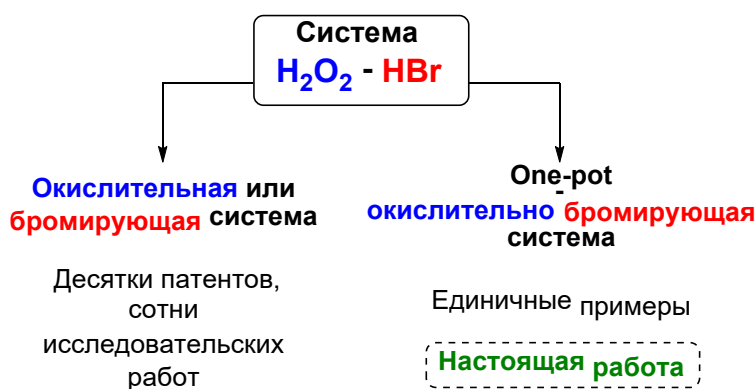 Система
H₂O₂ - HBr
Окислительная или
бромирующая система
Десятки патентов,
сотни
исследовательских
работ
One-pot
-
окислительно бромирующая
система
Единичные примеры
Настоящая работа